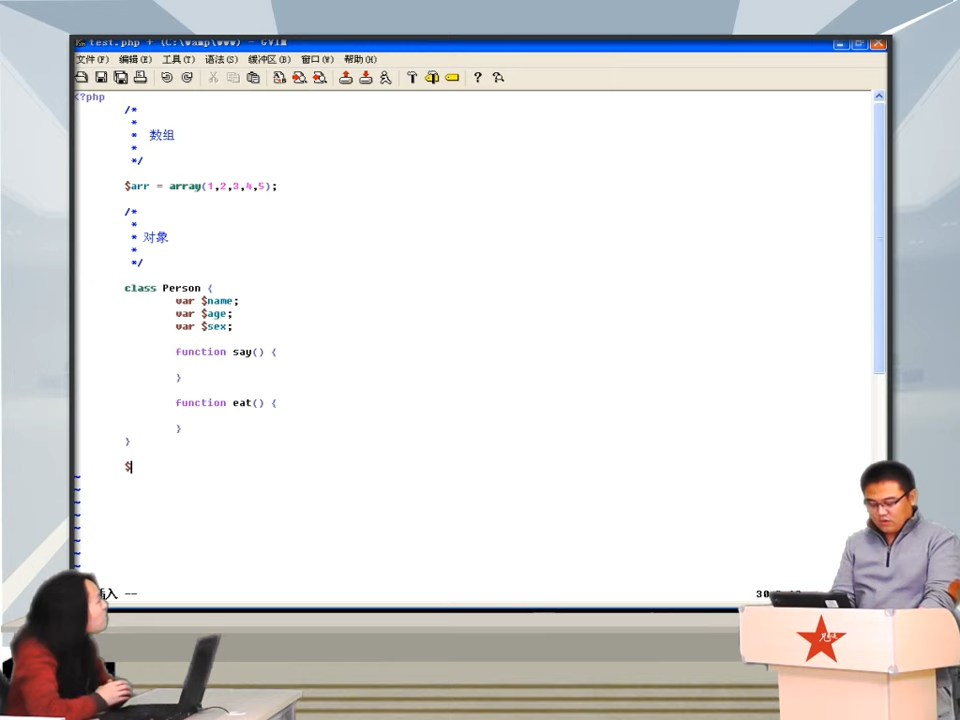 test.php + (C:\wamp\www) - GVIM
文件(F) 编辑(E) 工具(T) 语法(S) 缓冲区(B) 窗口(W) 帮助(H)
<?php
/*
*
* 数组
*
*/
$arr = array(1,2,3,4,5);
/*
*
* 对象
*
*/
class Person {
var $name;
var $age;
var $sex;
function say() {
}
function eat() {
}
}
$
~
~
~
~
~
~
~
~
插入 --